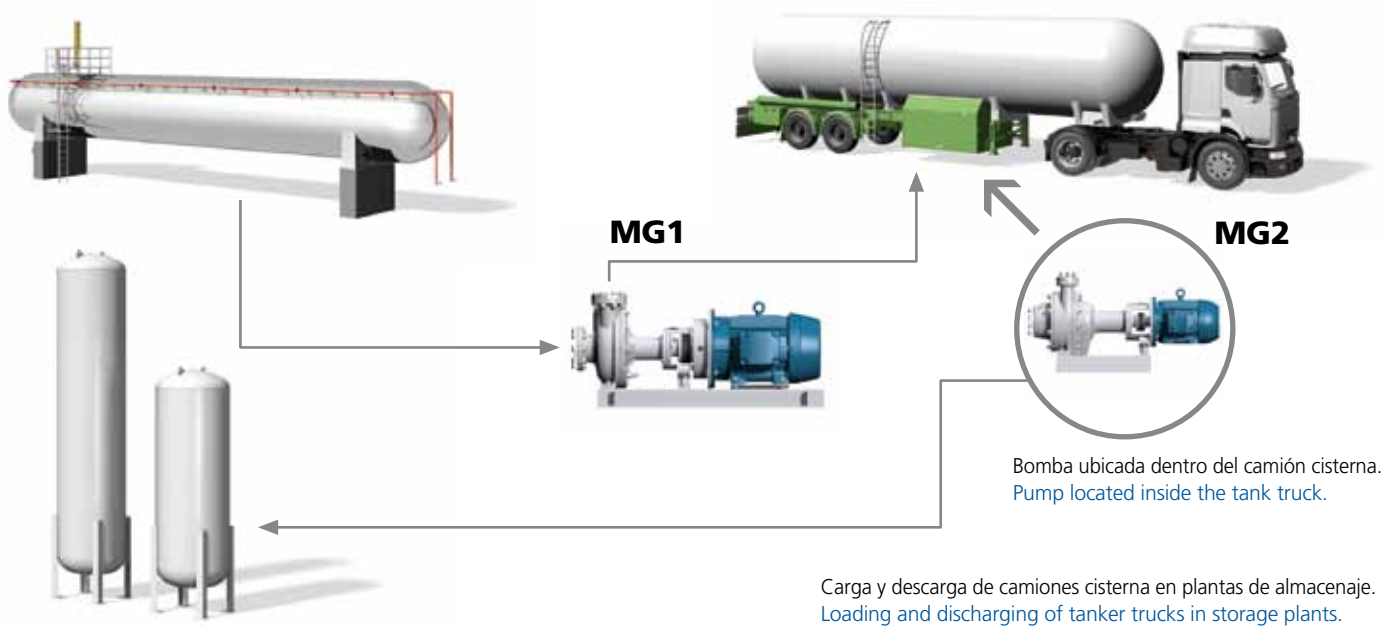 MG1
MG2
Bomba ubicada dentro del camión cisterna.
Pump located inside the tank truck.
Carga y descarga de camiones cisterna en plantas de almacenaje.
Loading and discharging of tanker trucks in storage plants.